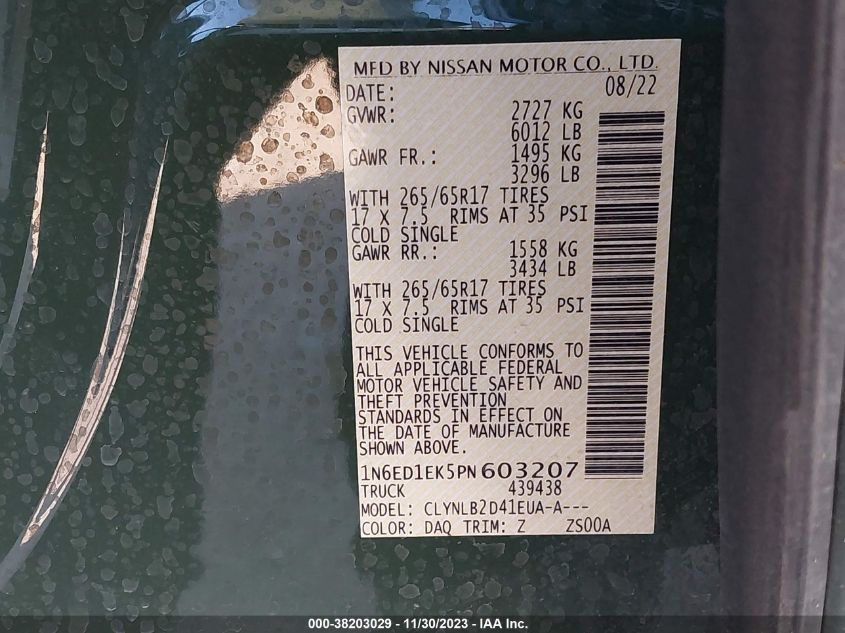 MFD BY NISSAN MOTOR CO., LTD.
DATE: 08/22
GVWR: 2727 KG
6012 LB
GAWR FR.: 1495 KG
3296 LB
WITH 265/65R17 TIRES
17 X 7.5 RIMS AT 35 PSI
COLD SINGLE
GAWR RR.: 1558 KG
3434 LB
WITH 265/65R17 TIRES
17 X 7.5 RIMS AT 35 PSI
COLD SINGLE
THIS VEHICLE CONFORMS TO
ALL APPLICABLE FEDERAL
MOTOR VEHICLE SAFETY AND
THEFT PREVENTION
STANDARDS IN EFFECT ON
THE DATE OF MANUFACTURE
SHOWN ABOVE.
1N6ED1EK5PN603207
TRUCK 439438
MODEL: CLYNLB2D41EUA-A---
COLOR: DAQ TRIM: Z ZS00A
000-38203029 - 11/30/2023 - IAA Inc.